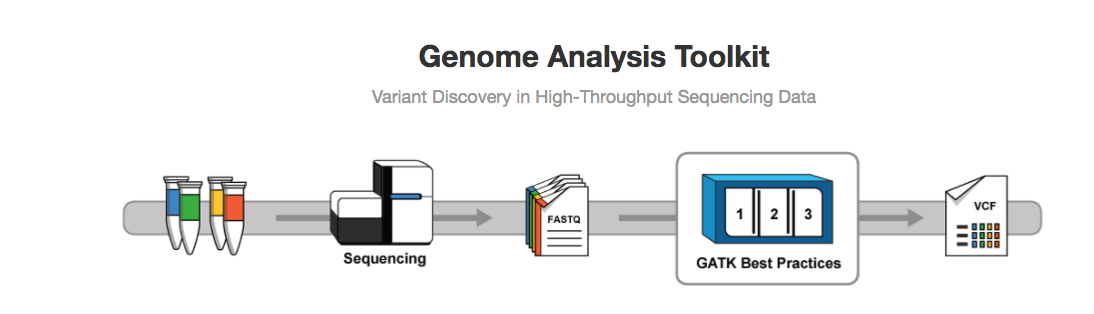 Genome Analysis Toolkit
Variant Discovery in High-Throughput Sequencing Data
Sequencing
FASTQ
1 2 3
GATK Best Practices
VCF